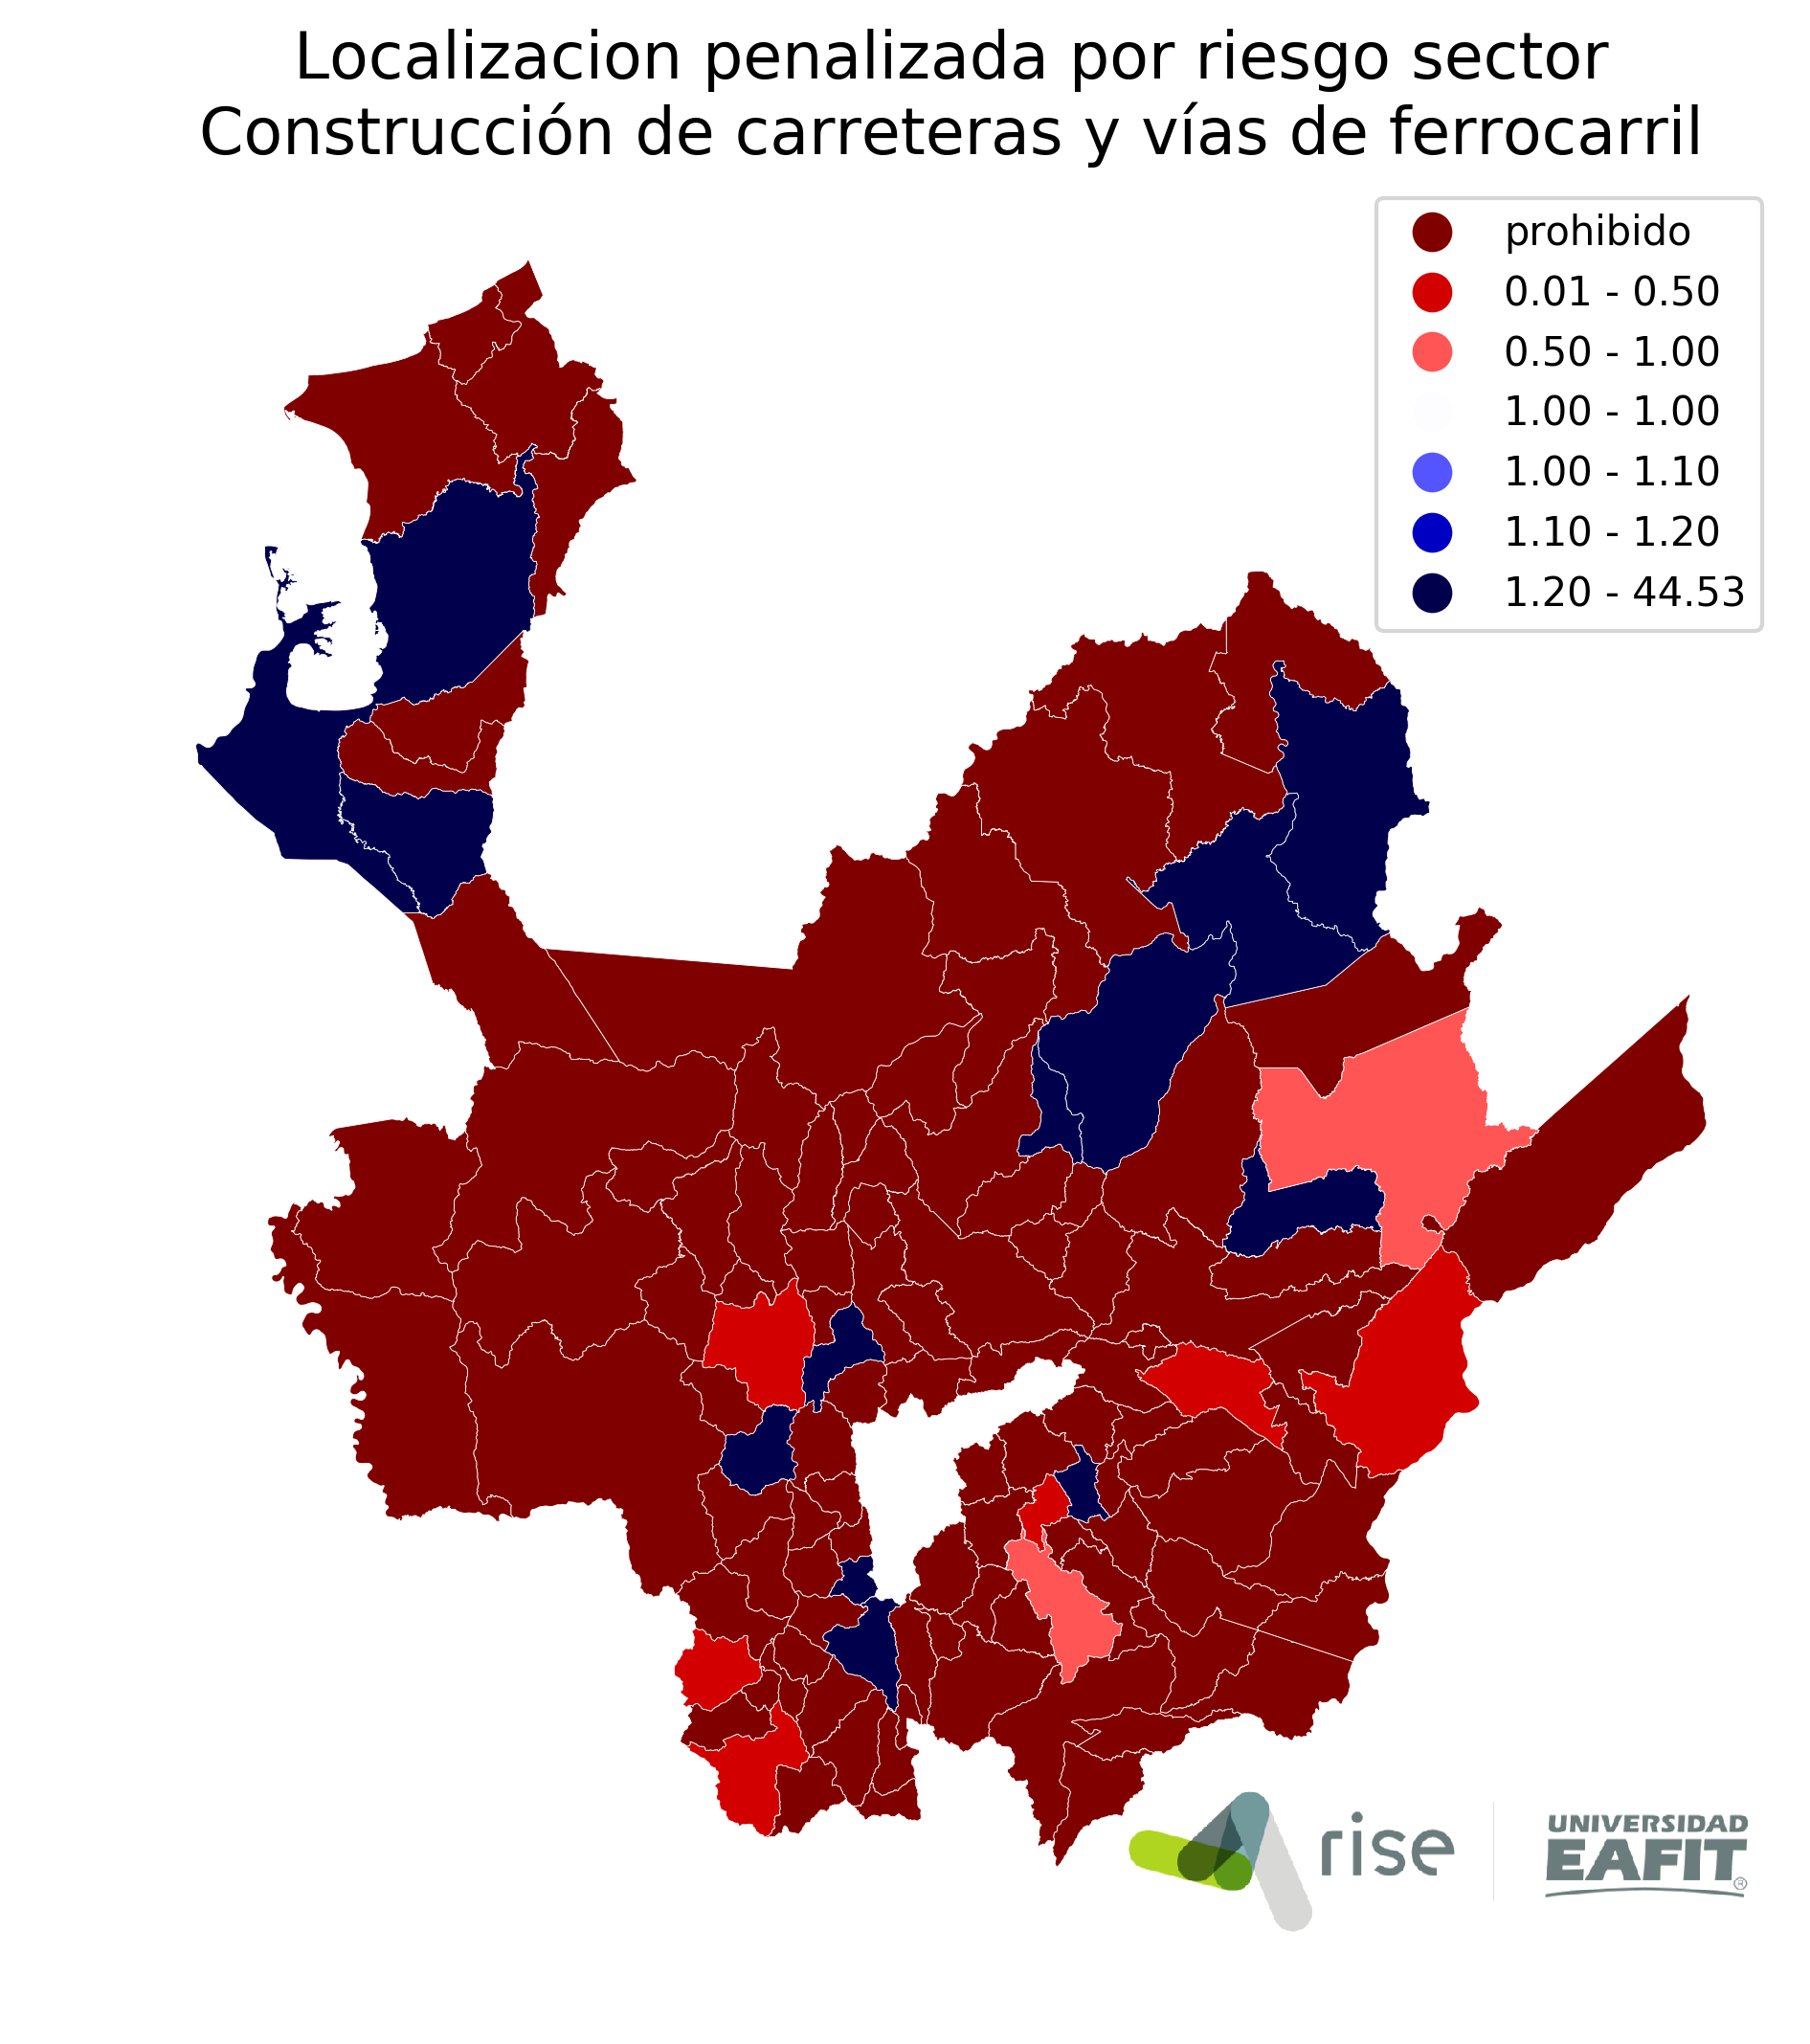 Localizacion penalizada por riesgo sector
Construcción de carreteras y vías de ferrocarril
prohibido
0.01 - 0.50
0.50 - 1.00
1.00 - 1.00
1.00 - 1.10
1.10 - 1.20
1.20 - 44.53
rise
UNIVERSIDAD
EAFIT®